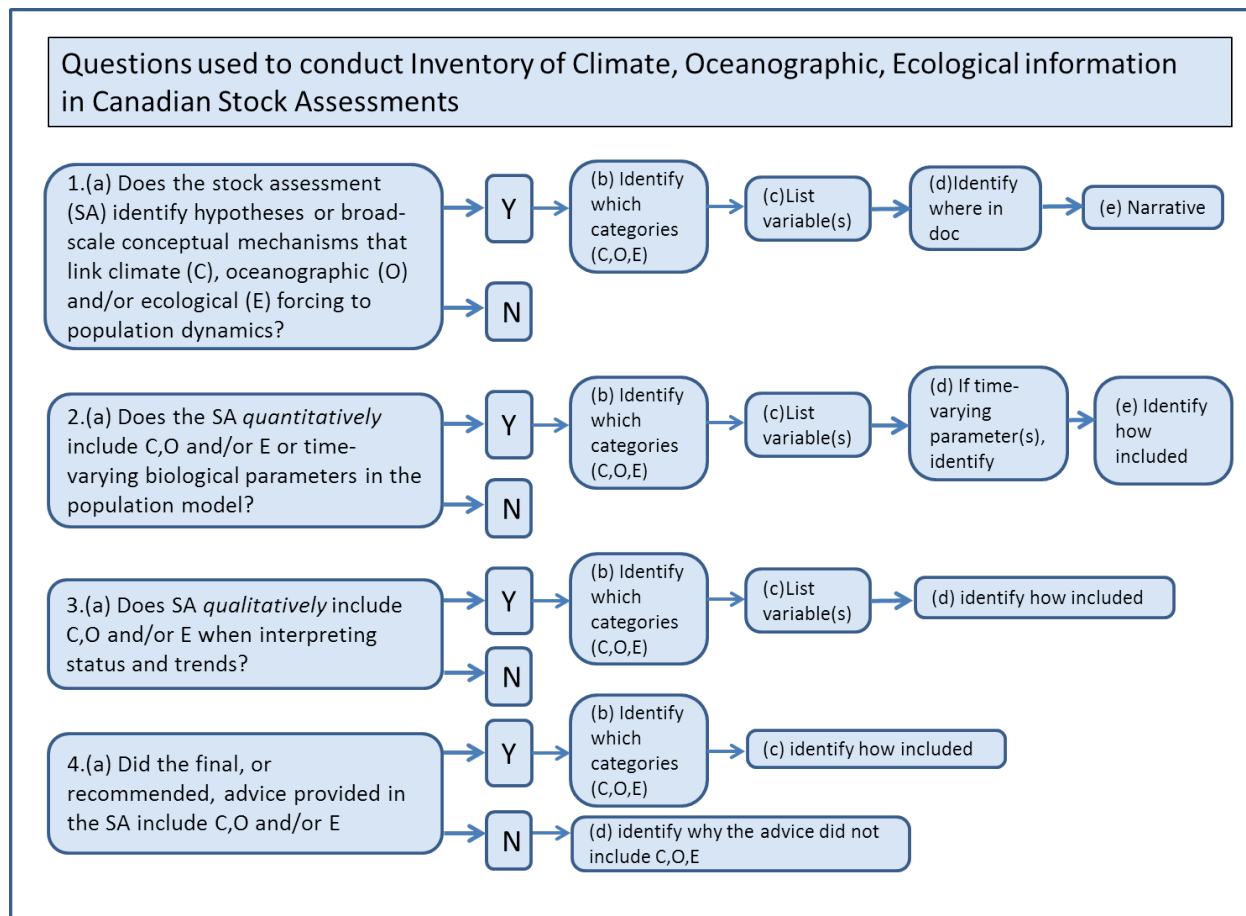 Questions used to conduct Inventory of Climate, Oceanographic, Ecological information
in Canadian Stock Assessments
1.(a) Does the stock assessment
(SA) identify hypotheses or broad-
scale conceptual mechanisms that
link climate (C), oceanographic (O)
and/or ecological (E) forcing to
population dynamics?
Y
(b) Identify
which
categories
(C,O,E)
(c)List
variable(s)
(d)Identify
where in
doc
(e) Narrative
N
2.(a) Does the SA quantitatively
include C,O and/or E or time-
varying biological parameters in the
population model?
Y
(b) Identify
which
categories
(C,O,E)
(c)List
variable(s)
(d) If time-
varying
parameter(s),
identify
(e) Identify
how
included
N
3.(a) Does SA qualitatively include
C,O and/or E when interpreting
status and trends?
Y
(b) Identify
which
categories
(C,O,E)
(c)List
variable(s)
(d) identify how included
N
4.(a) Did the final, or
recommended, advice provided in
the SA include C,O and/or E
Y
(b) Identify
which
categories
(C,O,E)
(c) identify how included
N
(d) identify why the advice did not
include C,O,E